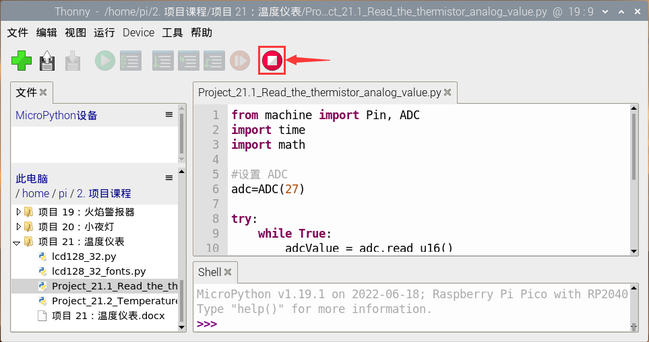 Thonny - /home/pi/2. 项目课程/项目 21：温度仪表/Pro…ct_21.1_Read_the_thermistor_analog_value.py @ 19 : 9
文件 编辑 视图 运行 Device 工具 帮助
文件
MicroPython设备
此电脑
/ home / pi / 2. 项目课程
项目 19：火焰警报器
项目 20：小夜灯
项目 21：温度仪表
lcd128_32.py
lcd128_32_fonts.py
Project_21.1_Read_the_th
Project_21.2_Temperature
项目 21：温度仪表.docx
Project_21.1_Read_the_thermistor_analog_value.py
1 from machine import Pin, ADC
2 import time
3 import math
4
5 #设置 ADC
6 adc=ADC(27)
7
8 try:
9 while True:
10 adcValue = adc.read_u16()
Shell
MicroPython v1.19.1 on 2022-06-18; Raspberry Pi Pico with RP2040
Type "help()" for more information.
>>>